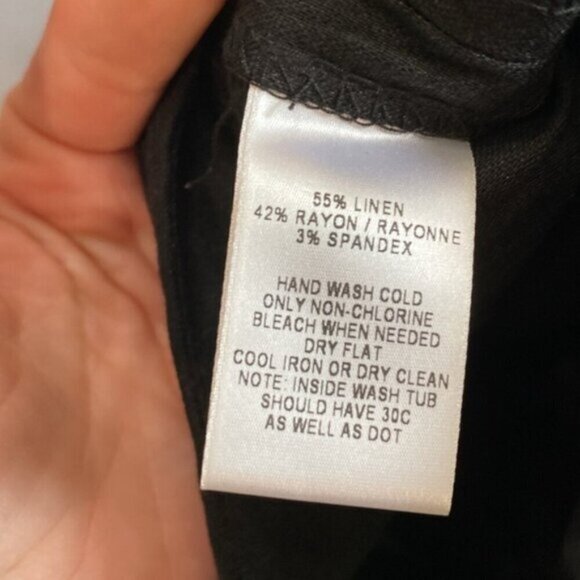 55% LINEN
42% RAYON / RAYONNE
3% SPANDEX
HAND WASH COLD
ONLY NON-CHLORINE
BLEACH WHEN NEEDED
DRY FLAT
COOL IRON OR DRY CLEAN
NOTE: INSIDE WASH TUB
SHOULD HAVE 30C
AS WELL AS DOT